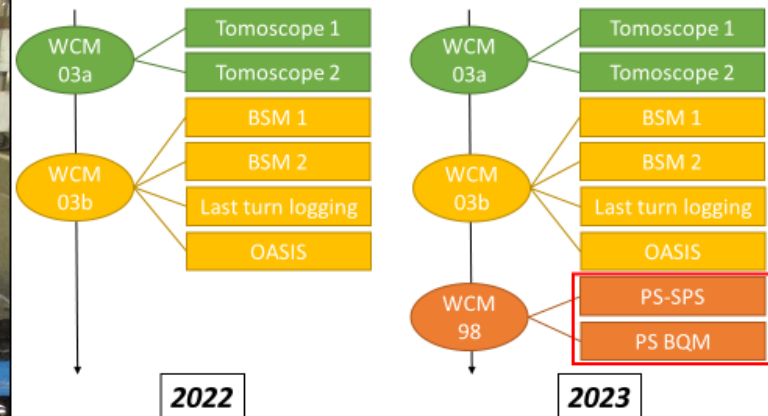 WCM
03a
Tomoscope 1
Tomoscope 2
WCM
03b
BSM 1
BSM 2
Last turn logging
OASIS
2022
WCM
03a
Tomoscope 1
Tomoscope 2
WCM
03b
BSM 1
BSM 2
Last turn logging
OASIS
WCM
98
PS-SPS
PS BQM
2023